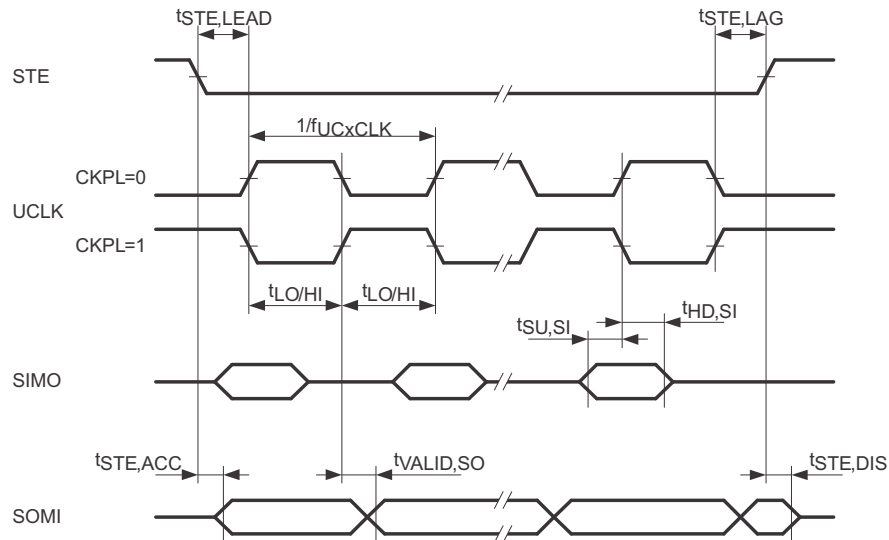 tSTE,LEAD
tSTE,LAG
STE
1/fUCxCLK
CKPL=0
UCLK
CKPL=1
tLO/HI
tLO/HI
tSU,SI
tHD,SI
SIMO
tSTE,ACC
tVALID,SO
tSTE,DIS
SOMI